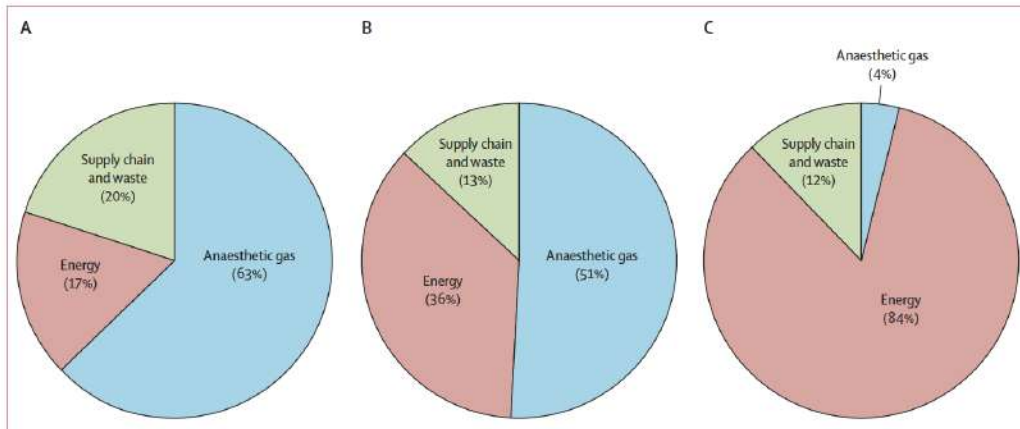 A
Supply chain
and waste
(20%)
Energy
(17%)
Anaesthetic gas
(63%)
B
Supply chain
and waste
(13%)
Energy
(36%)
Anaesthetic gas
(51%)
C
Anaesthetic gas
(4%)
Supply chain
and waste
(12%)
Energy
(84%)